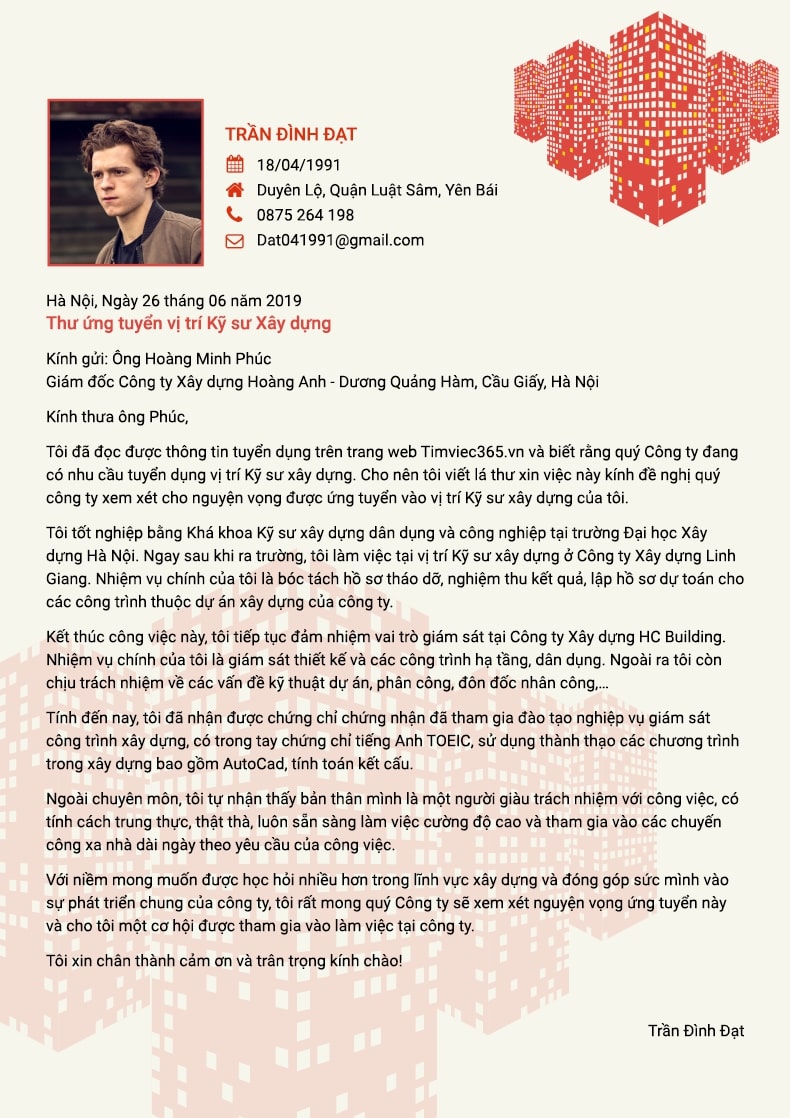 TRẦN ĐÌNH ĐẠT
18/04/1991
Duyên Lộ, Quận Luật Sâm, Yên Bái
0875 264 198
Dat041991@gmail.com
Hà Nội, Ngày 26 tháng 06 năm 2019
Thư ứng tuyển vị trí Kỹ sư Xây dựng
Kính gửi: Ông Hoàng Minh Phúc
Giám đốc Công ty Xây dựng Hoàng Anh - Dương Quảng Hàm, Cầu Giấy, Hà Nội
Kính thưa ông Phúc,
Tôi đã đọc được thông tin tuyển dụng trên trang web Timviec365.vn và biết rằng quý Công ty đang
có nhu cầu tuyển dụng vị trí Kỹ sư xây dựng. Cho nên tôi viết lá thư xin việc này kính đề nghị quý
công ty xem xét cho nguyện vọng được ứng tuyển vào vị trí Kỹ sư xây dựng của tôi.
Tôi tốt nghiệp bằng Khá khoa Kỹ sư xây dựng dân dụng và công nghiệp tại trường Đại học Xây
dựng Hà Nội. Ngay sau khi ra trường, tôi làm việc tại vị trí Kỹ sư xây dựng ở Công ty Xây dựng Linh
Giang. Nhiệm vụ chính của tôi là bóc tách hồ sơ tháo dỡ, nghiệm thu kết quả, lập hồ sơ dự toán cho
các công trình thuộc dự án xây dựng của công ty.
Kết thúc công việc này, tôi tiếp tục đảm nhiệm vai trò giám sát tại Công ty Xây dựng HC Building.
Nhiệm vụ chính của tôi là giám sát thiết kế và các công trình hạ tầng, dân dụng. Ngoài ra tôi còn
chịu trách nhiệm về các vấn đề kỹ thuật dự án, phân công, đôn đốc nhân công,...
Tính đến nay, tôi đã nhận được chứng chỉ chứng nhận đã tham gia đào tạo nghiệp vụ giám sát
công trình xây dựng, có trong tay chứng chỉ tiếng Anh TOEIC, sử dụng thành thạo các chương trình
trong xây dựng bao gồm AutoCad, tính toán kết cấu.
Ngoài chuyên môn, tôi tự nhận thấy bản thân mình là một người giàu trách nhiệm với công việc, có
tính cách trung thực, thật thà, luôn sẵn sàng làm việc cường độ cao và tham gia vào các chuyến
công xa nhà dài ngày theo yêu cầu của công việc.
Với niềm mong muốn được học hỏi nhiều hơn trong lĩnh vực xây dựng và đóng góp sức mình vào
sự phát triển chung của công ty, tôi rất mong quý Công ty sẽ xem xét nguyện vọng ứng tuyển này
và cho tôi một cơ hội được tham gia vào làm việc tại công ty.
Tôi xin chân thành cảm ơn và trân trọng kính chào!
Trần Đình Đạt